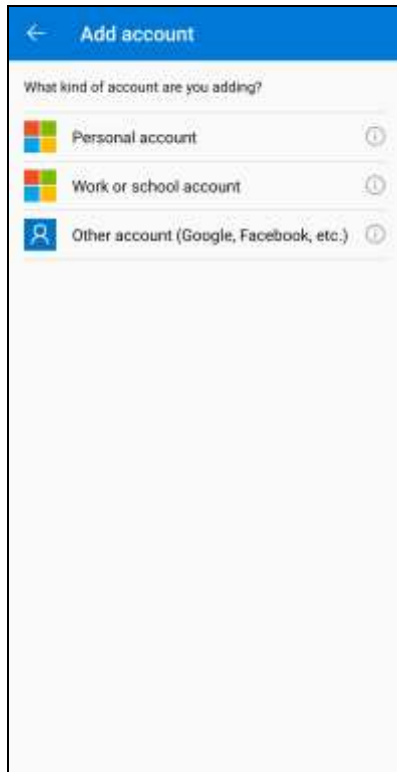 Add account
What kind of account are you adding?
Personal account
Work or school account
Other account (Google, Facebook, etc.)